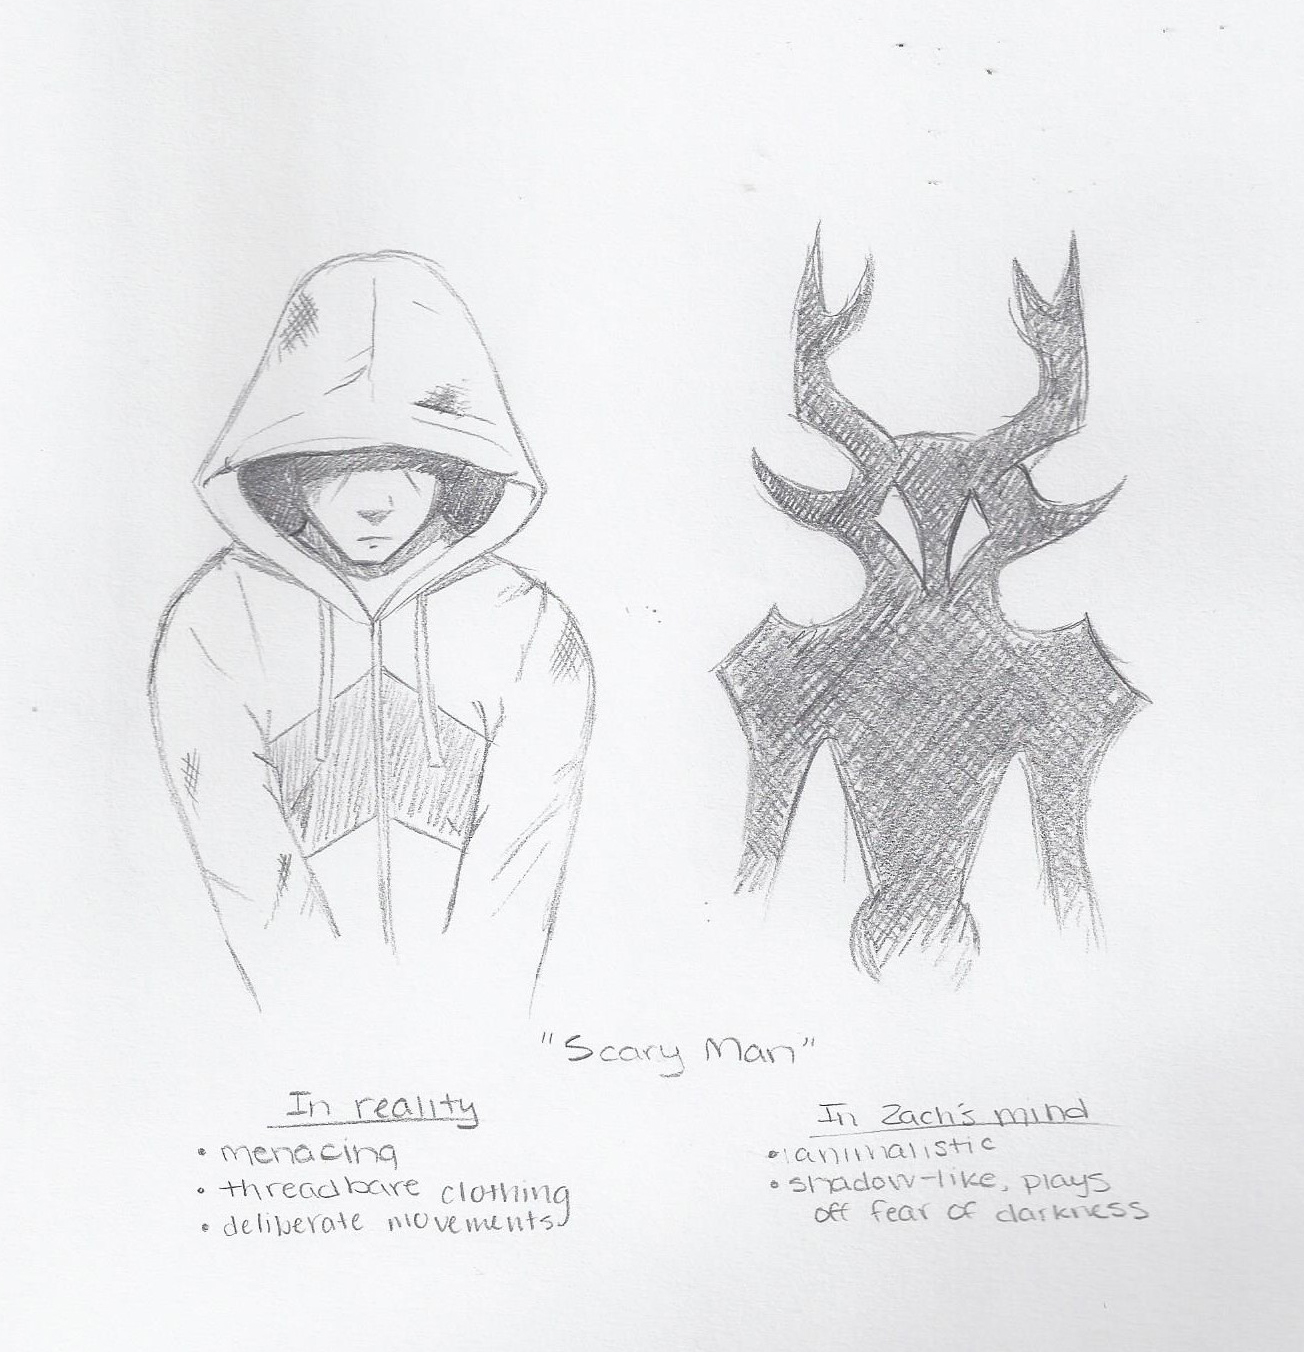 "Scary Man"
In reality
• menacing
• threadbare clothing
• deliberate movements
In Zach's mind
• animalistic
• shadow-like, plays
off fear of darkness